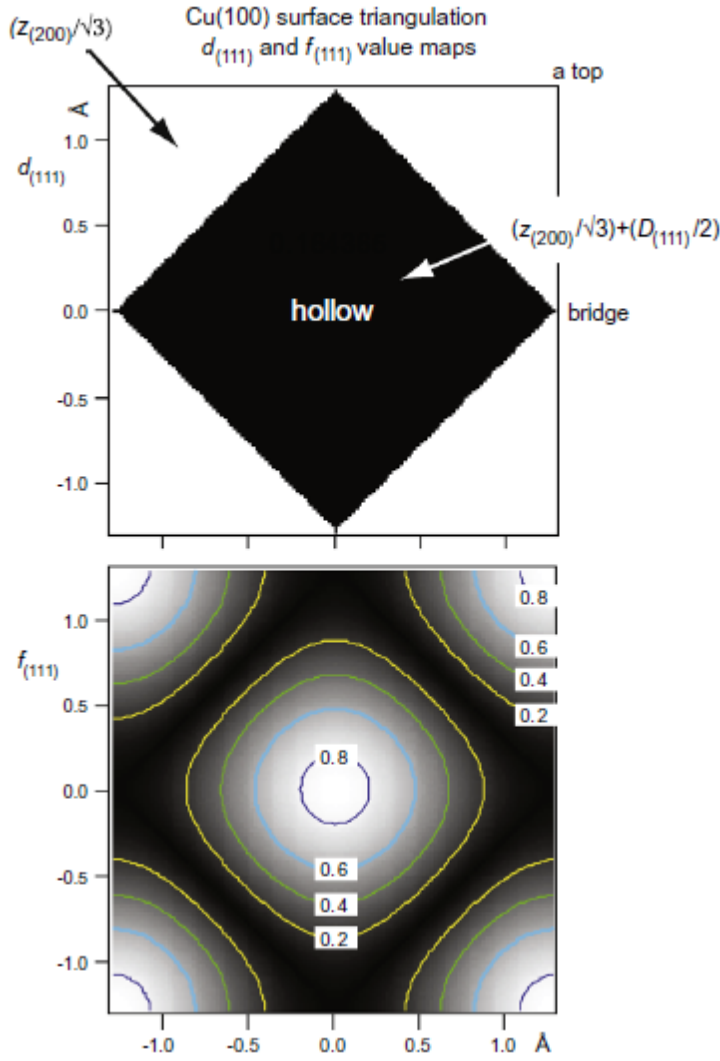 (z(200)/√3)
Cu(100) surface triangulation
d(111) and f(111) value maps
a top
Å
1.0
d(111)
0.5
(z(200)/√3)+(D(111)/2)
0.0
hollow
bridge
-0.5
-1.0
0.8
1.0
0.6
f(111)
0.4
0.5
0.2
0.8
0.0
-0.5
0.6
0.4
0.2
-1.0
-1.0 -0.5 0.0 0.5 1.0 Å